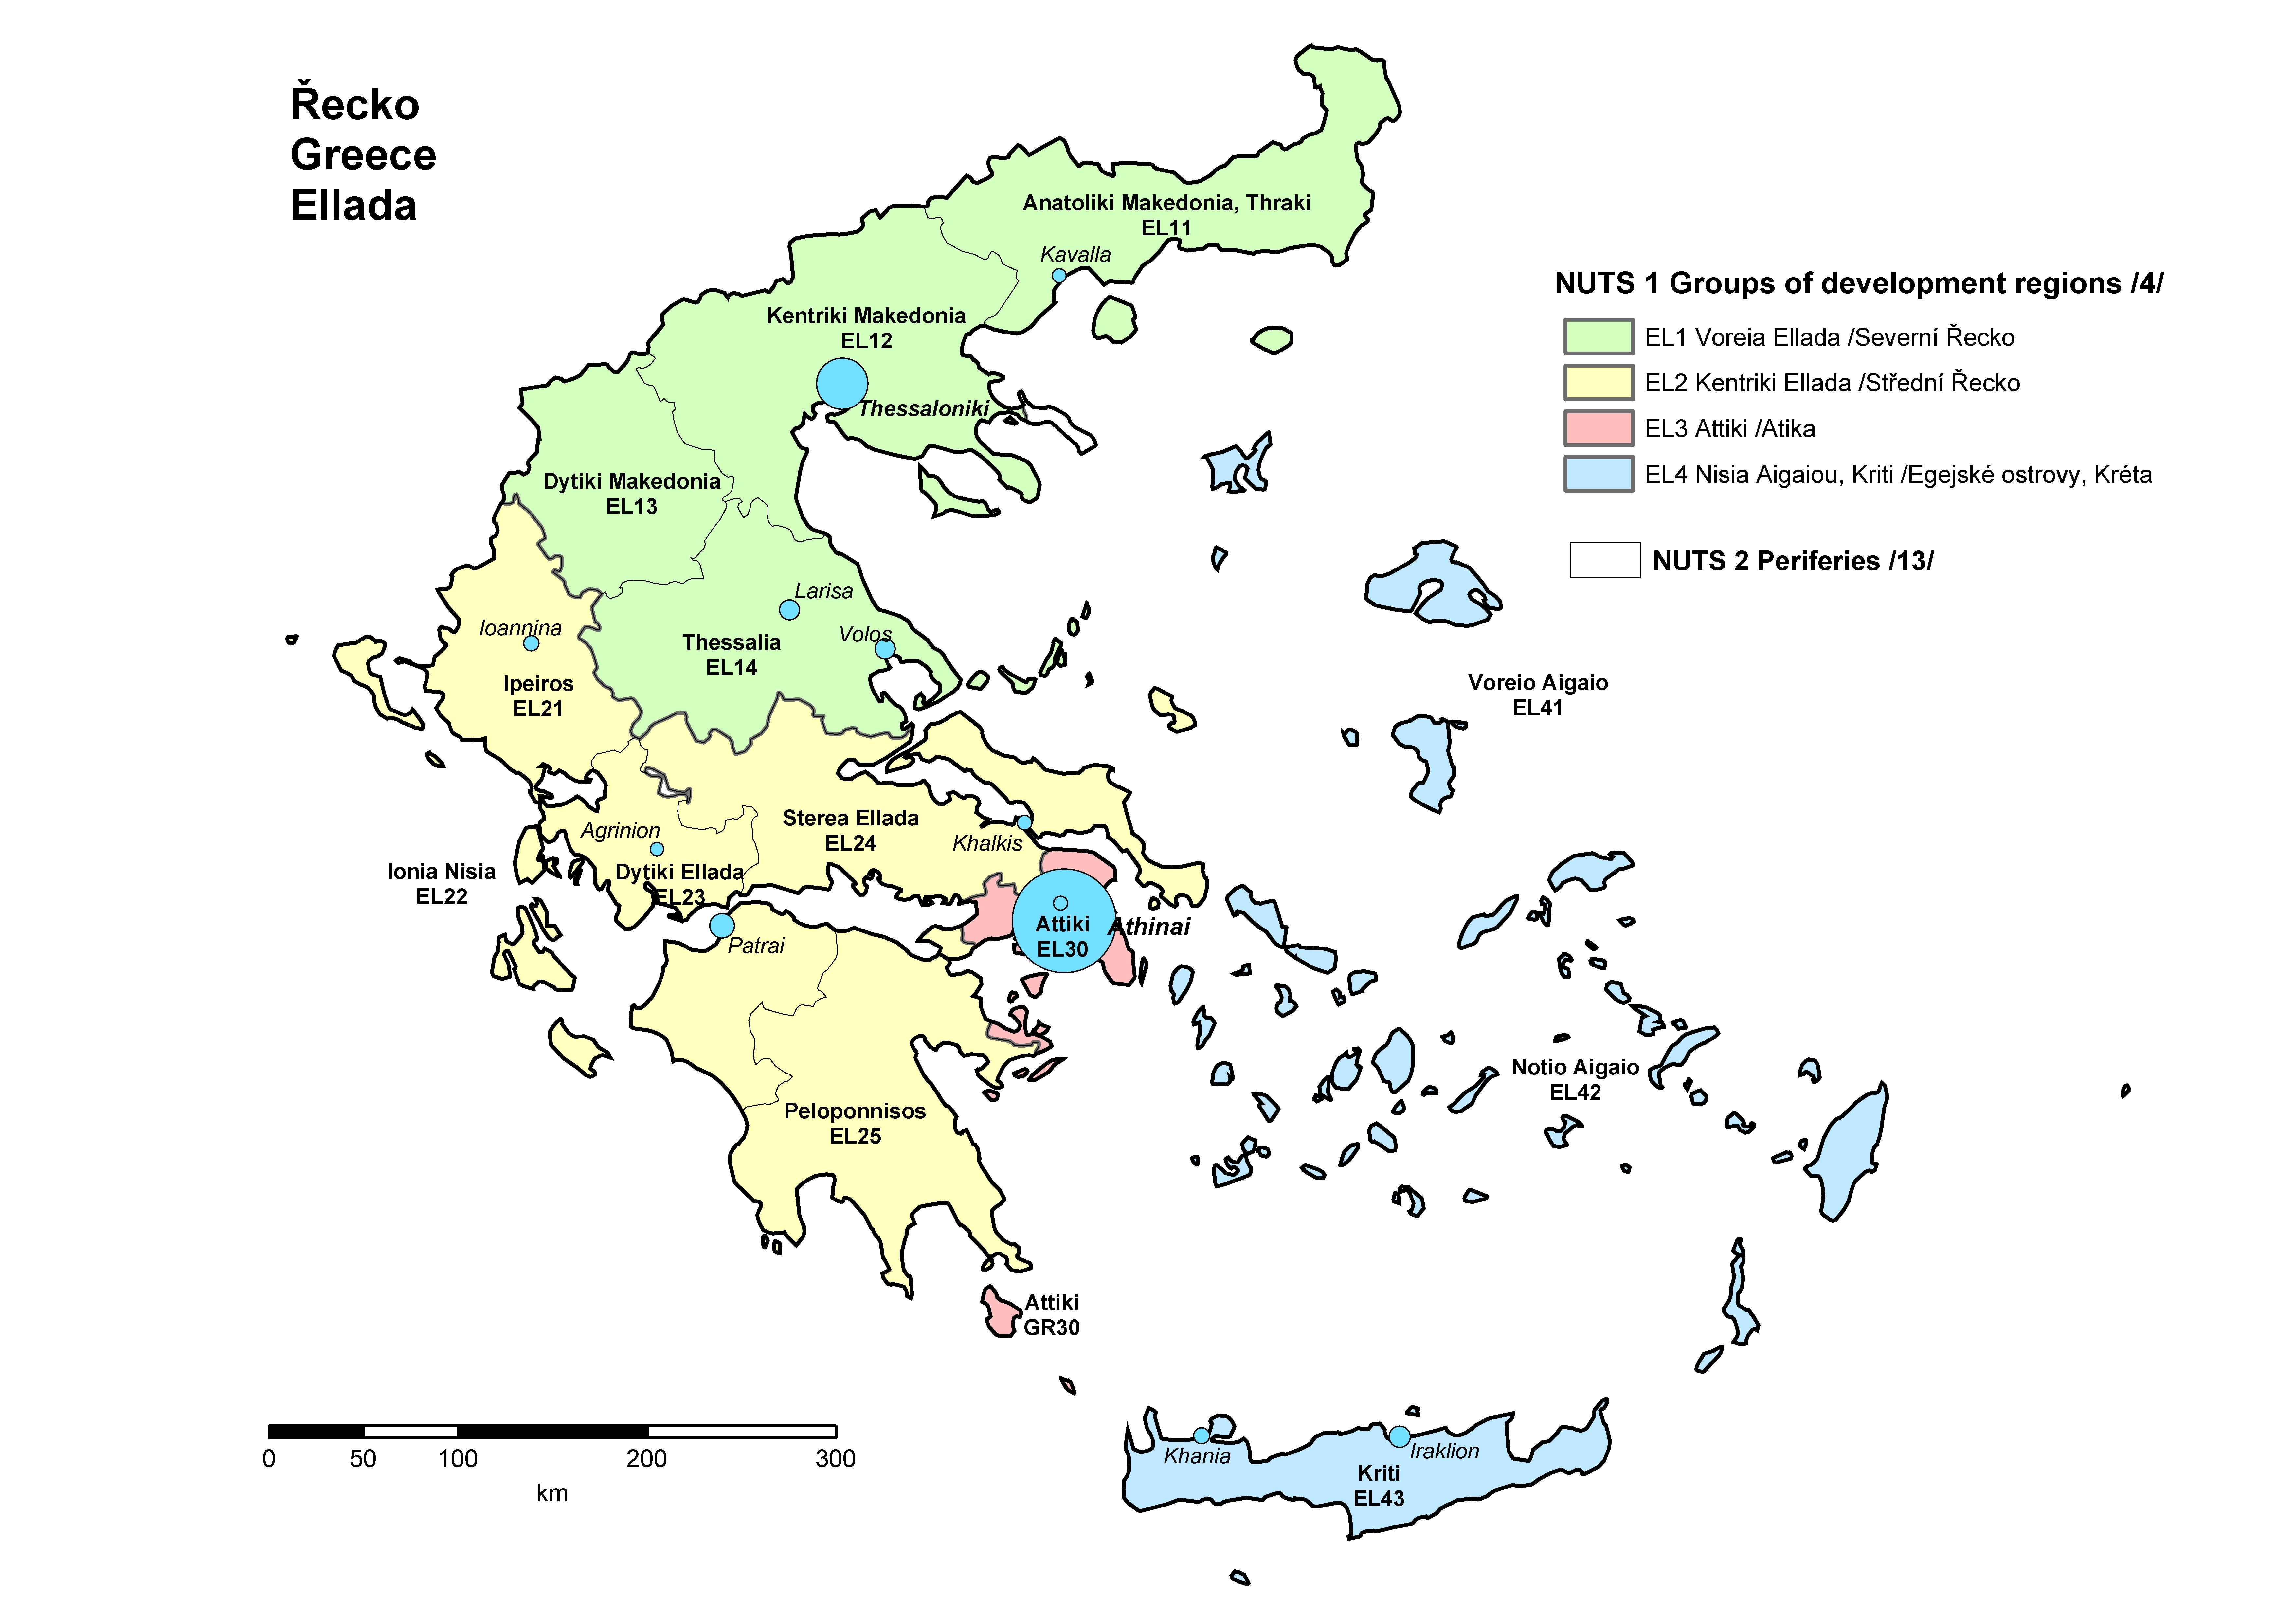 Řecko
Greece
Ellada
Anatoliki Makedonia, Thraki
EL11
Kavalla
NUTS 1 Groups of development regions /4/
EL1 Voreia Ellada /Severní Řecko
EL2 Kentriki Ellada /Střední Řecko
EL3 Attiki /Atika
EL4 Nisia Aigaiou, Kriti /Egejské ostrovy, Kréta
NUTS 2 Periferies /13/
Kentriki Makedonia
EL12
Thessaloniki
Dytiki Makedonia
EL13
Larisa
Volos
Thessalia
EL14
Ioannina
Ipeiros
EL21
Voreio Aigaio
EL41
Sterea Ellada
EL24
Khalkis
Agrinion
Dytiki Ellada
EL23
Ionia Nisia
EL22
Patrai
Attiki
EL30
Athinai
Notio Aigaio
EL42
Peloponnisos
EL25
Attiki
GR30
0 50 100 200 300
km
Khania
Iraklion
Kriti
EL43